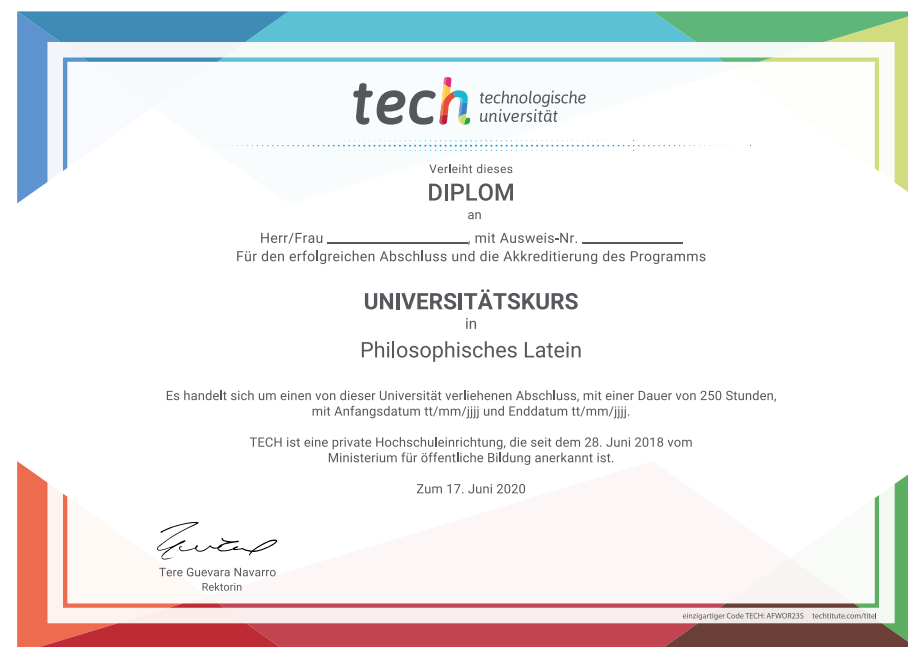 tech technologische
universität
Verleiht dieses
DIPLOM
an
Herr/Frau ____________________, mit Ausweis-Nr. ______________
Für den erfolgreichen Abschluss und die Akkreditierung des Programms
UNIVERSITÄTSKURS
in
Philosophisches Latein
Es handelt sich um einen von dieser Universität verliehenen Abschluss, mit einer Dauer von 250 Stunden,
mit Anfangsdatum tt/mm/jjjj und Enddatum tt/mm/jjjj.
TECH ist eine private Hochschuleinrichtung, die seit dem 28. Juni 2018 vom
Ministerium für öffentliche Bildung anerkannt ist.
Zum 17. Juni 2020
Tere Guevara Navarro
Rektorin
einzigartiger Code TECH: AFWOR23S techtitute.com/titel